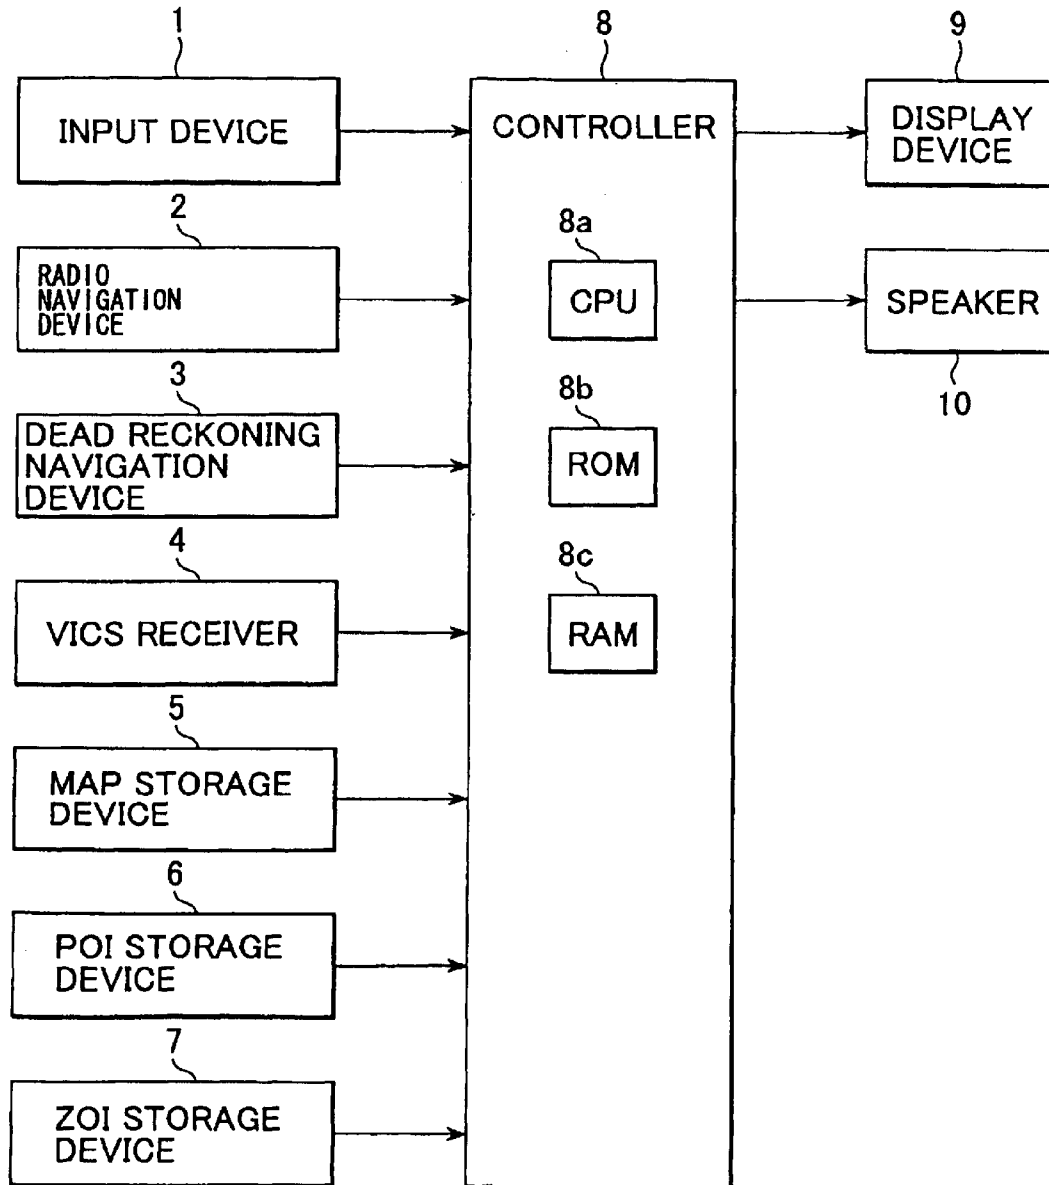 1
INPUT DEVICE
2
RADIO
NAVIGATION
DEVICE
3
DEAD RECKONING
NAVIGATION
DEVICE
4
VICS RECEIVER
5
MAP STORAGE
DEVICE
6
POI STORAGE
DEVICE
7
ZOI STORAGE
DEVICE
8
CONTROLLER
8a
CPU
8b
ROM
8c
RAM
9
DISPLAY
DEVICE
SPEAKER
10